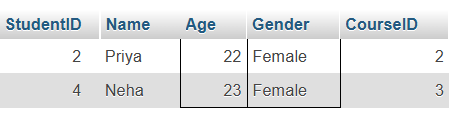 StudentID Name Age Gender CourseID
2 Priya 22 Female 2
4 Neha 23 Female 3